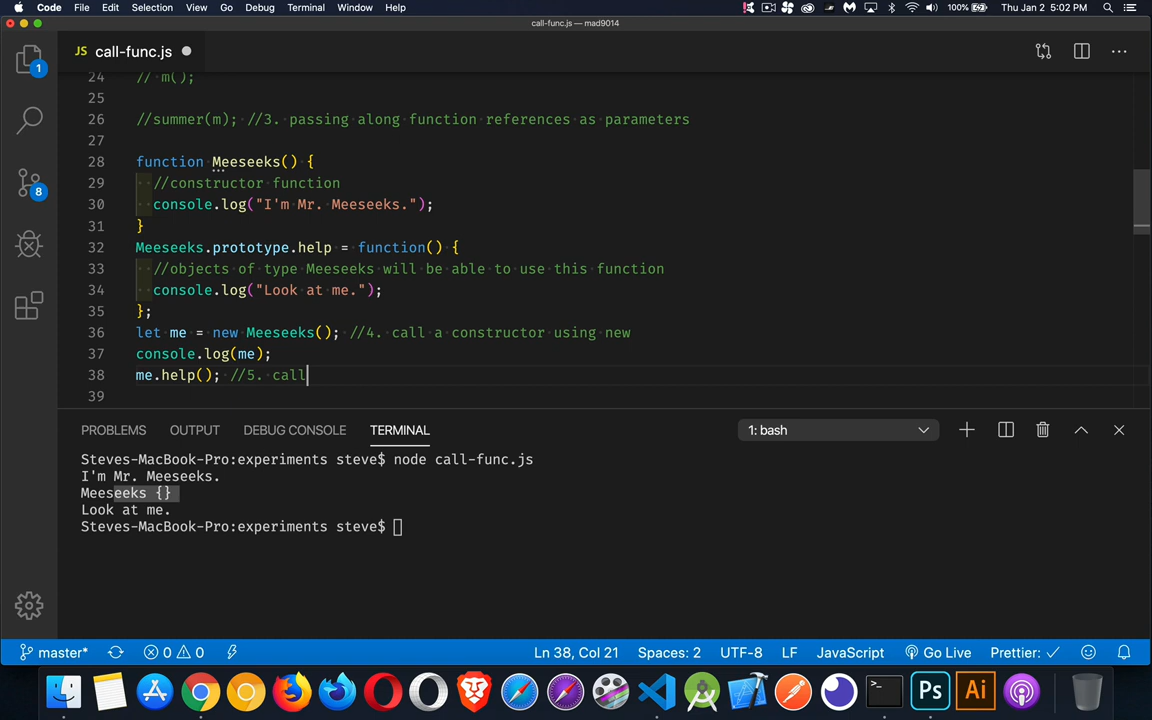 Code File Edit Selection View Go Debug Terminal Window Help 100% Thu Jan 2 5:02 PM
call-func.js — mad9014
JS call-func.js
24 // m();
25
26 //summer(m); //3. passing along function references as parameters
27
28 function Meeseeks() {
29 //constructor function
30 console.log("I'm Mr. Meeseeks.");
31 }
32 Meeseeks.prototype.help = function() {
33 //objects of type Meeseeks will be able to use this function
34 console.log("Look at me.");
35 };
36 let me = new Meeseeks(); //4. call a constructor using new
37 console.log(me);
38 me.help(); //5. call
39
1
8
PROBLEMS OUTPUT DEBUG CONSOLE TERMINAL 1: bash
Steves-MacBook-Pro:experiments steve$ node call-func.js
I'm Mr. Meeseeks.
Meeseeks {}
Look at me.
Steves-MacBook-Pro:experiments steve$
master* 0 0 Ln 38, Col 21 Spaces: 2 UTF-8 LF JavaScript Go Live Prettier: ✓
>_ Ps Ai